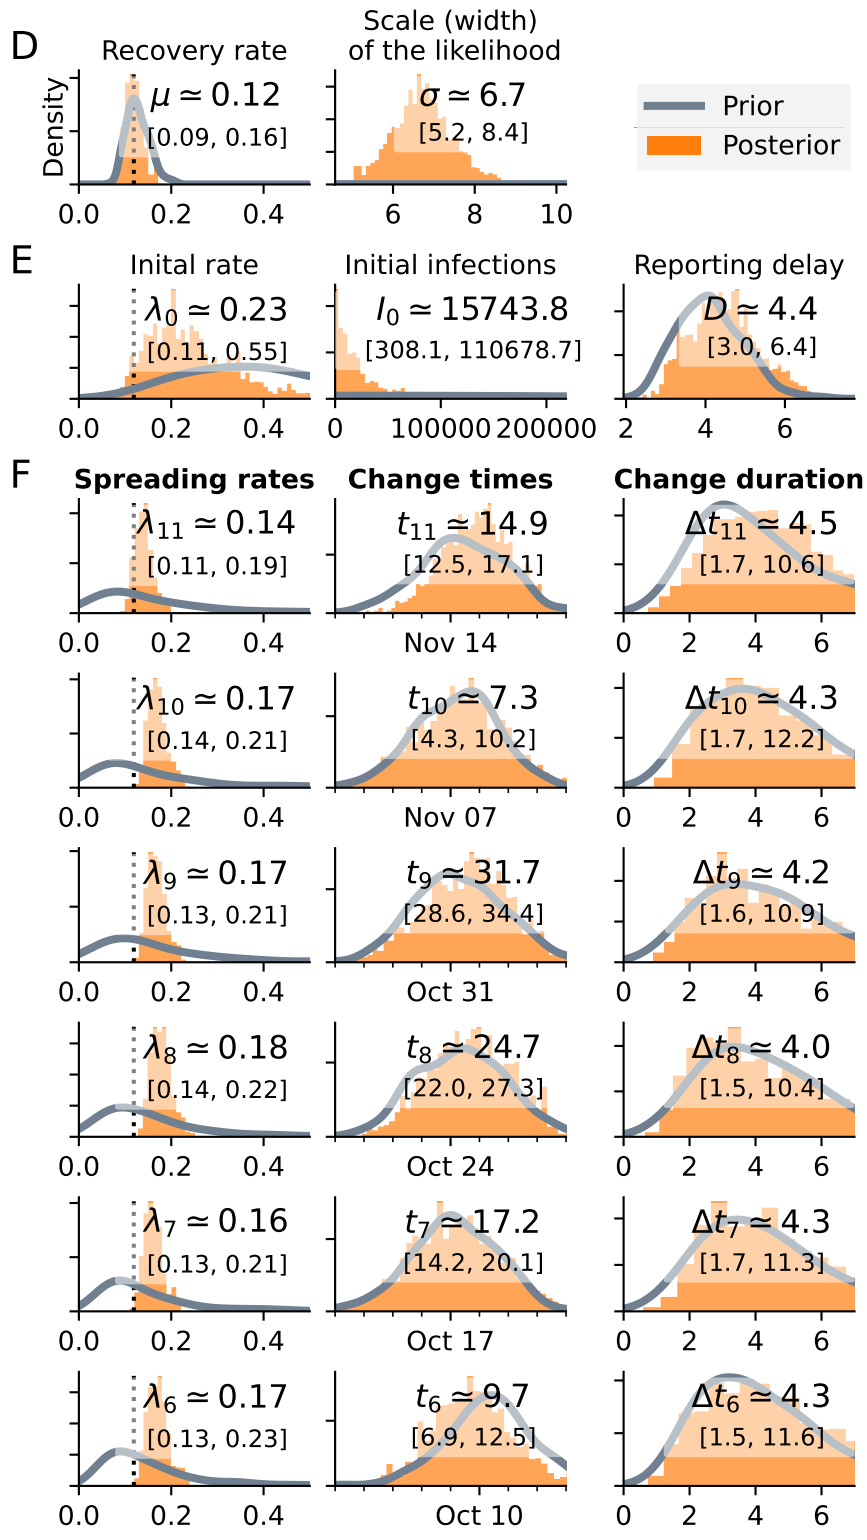 D
Recovery rate
Scale (width)
of the likelihood
Density
μ ≃ 0.12
[0.09, 0.16]
σ ≃ 6.7
[5.2, 8.4]
Prior
Posterior
0.0 0.2 0.4
6 8 10
E
Inital rate
Initial infections
Reporting delay
λ0 ≃ 0.23
[0.11, 0.55]
I0 ≃ 15743.8
[308.1, 110678.7]
D ≃ 4.4
[3.0, 6.4]
0.0 0.2 0.4
0 100000 200000
2 4 6
F
Spreading rates
Change times
Change duration
λ11 ≃ 0.14
[0.11, 0.19]
t11 ≃ 14.9
[12.5, 17.1]
Δt11 ≃ 4.5
[1.7, 10.6]
0.0 0.2 0.4
Nov 14
0 2 4 6
λ10 ≃ 0.17
[0.14, 0.21]
t10 ≃ 7.3
[4.3, 10.2]
Δt10 ≃ 4.3
[1.7, 12.2]
0.0 0.2 0.4
Nov 07
0 2 4 6
λ9 ≃ 0.17
[0.13, 0.21]
t9 ≃ 31.7
[28.6, 34.4]
Δt9 ≃ 4.2
[1.6, 10.9]
0.0 0.2 0.4
Oct 31
0 2 4 6
λ8 ≃ 0.18
[0.14, 0.22]
t8 ≃ 24.7
[22.0, 27.3]
Δt8 ≃ 4.0
[1.5, 10.4]
0.0 0.2 0.4
Oct 24
0 2 4 6
λ7 ≃ 0.16
[0.13, 0.21]
t7 ≃ 17.2
[14.2, 20.1]
Δt7 ≃ 4.3
[1.7, 11.3]
0.0 0.2 0.4
Oct 17
0 2 4 6
λ6 ≃ 0.17
[0.13, 0.23]
t6 ≃ 9.7
[6.9, 12.5]
Δt6 ≃ 4.3
[1.5, 11.6]
0.0 0.2 0.4
Oct 10
0 2 4 6